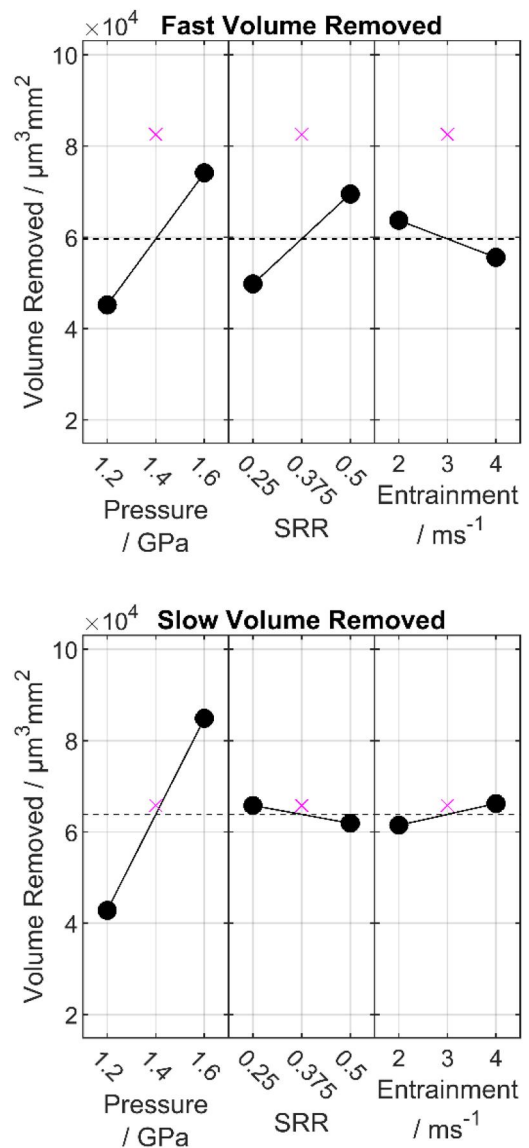 ×10⁴ Fast Volume Removed
10
8
6
4
2
Volume Removed / µm³mm²
1.2 1.4 1.6 0.25 0.375 0.5 2 3 4
Pressure SRR Entrainment
/ GPa / ms⁻¹
×10⁴ Slow Volume Removed
10
8
6
4
2
Volume Removed / µm³mm²
1.2 1.4 1.6 0.25 0.375 0.5 2 3 4
Pressure SRR Entrainment
/ GPa / ms⁻¹